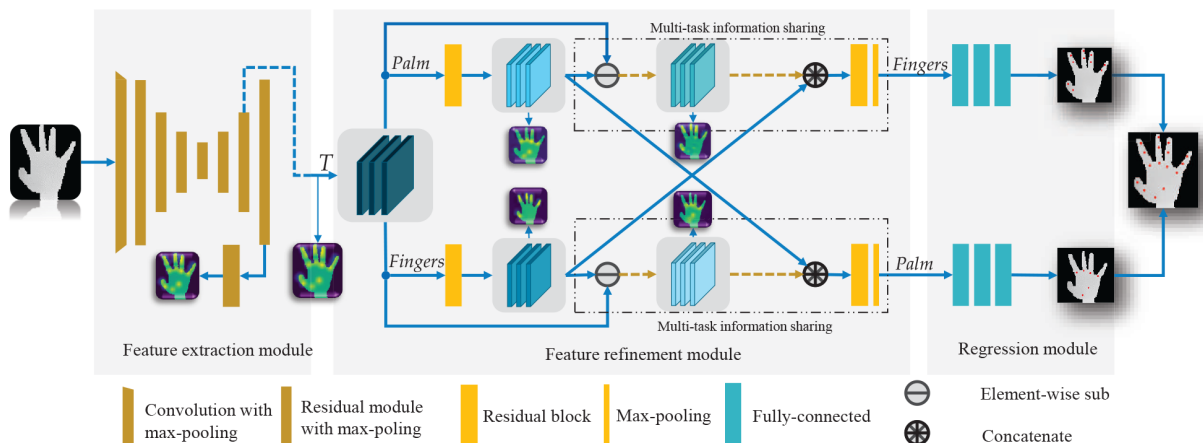 Multi-task information sharing
Palm
Fingers
T
Fingers
Palm
Multi-task information sharing
Feature extraction module
Feature refinement module
Regression module
Convolution with
max-pooling
Residual module
with max-poling
Residual block
Max-pooling
Fully-connected
Element-wise sub
Concatenate